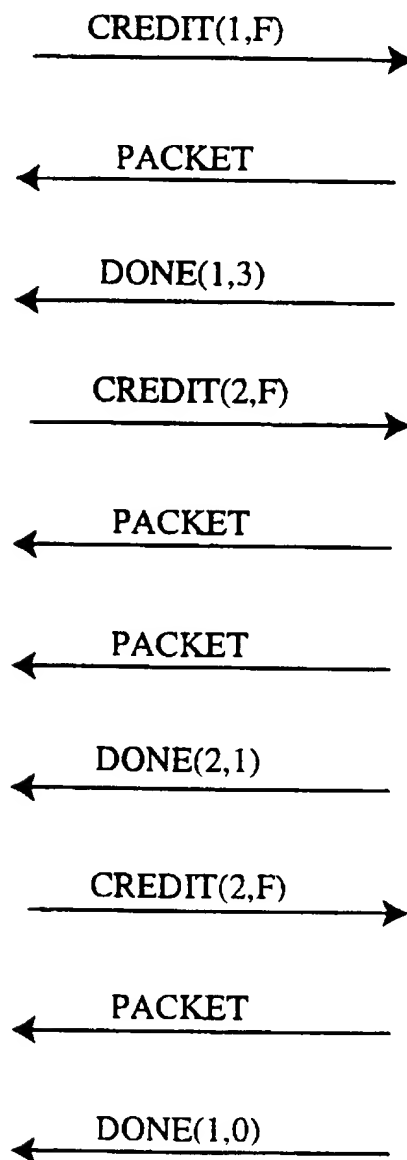 CREDIT(1,F)
PACKET
DONE(1,3)
CREDIT(2,F)
PACKET
PACKET
DONE(2,1)
CREDIT(2,F)
PACKET
DONE(1,0)